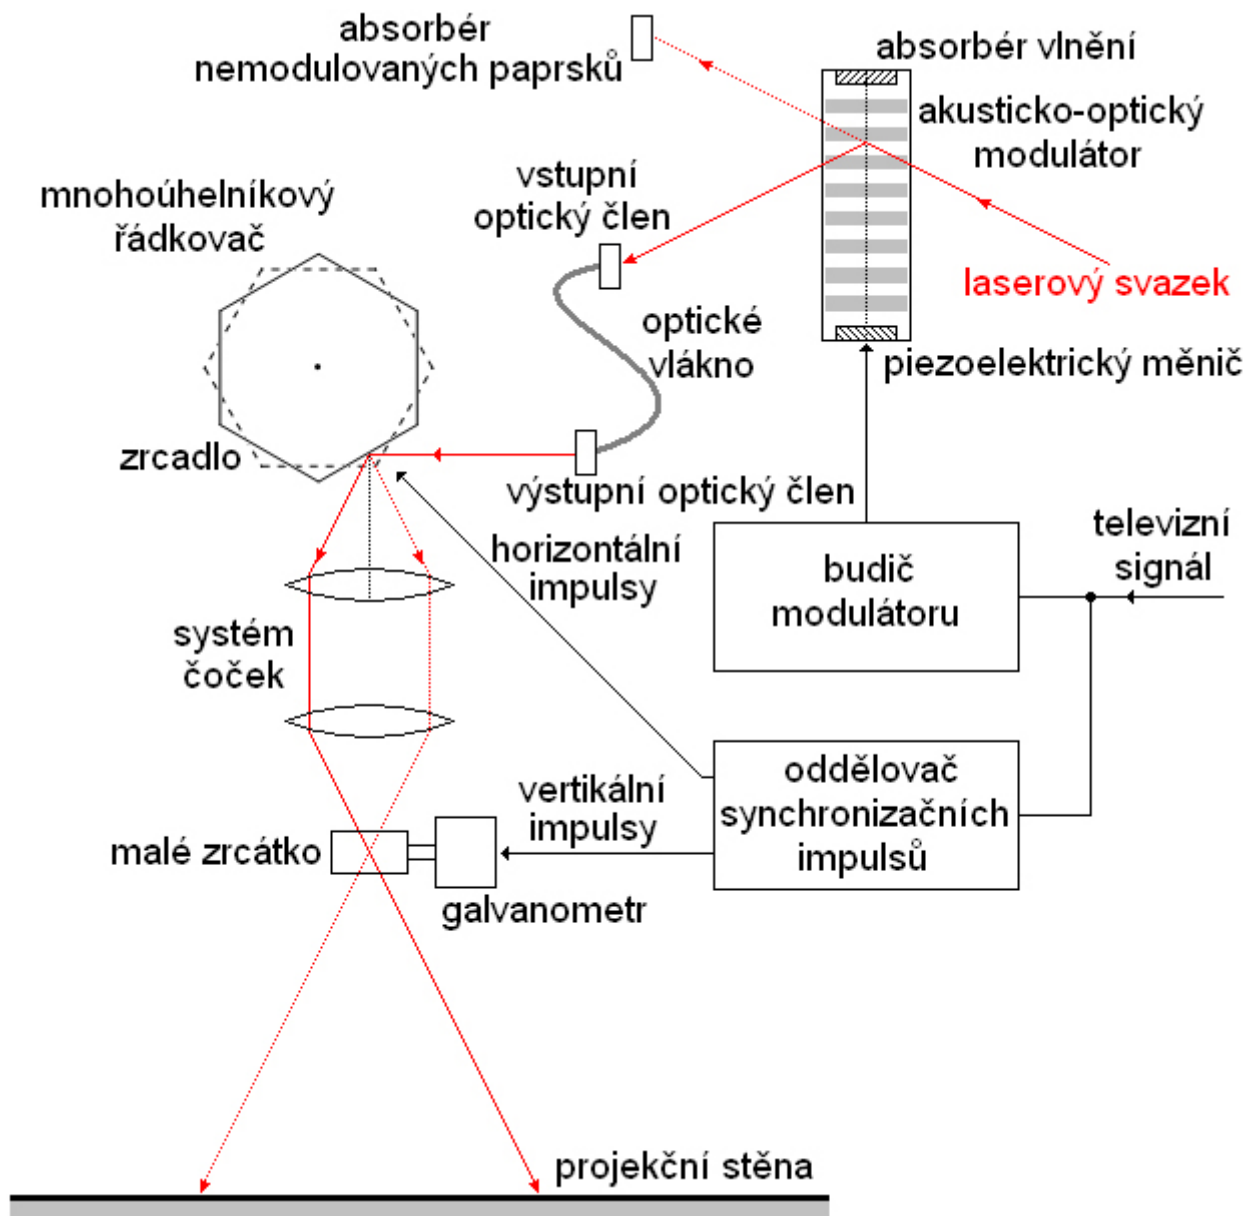 absorbér
nemodulovaných paprsků
absorbér vlnění
akusticko-optický
modulátor
vstupní
optický člen
mnohoúhelníkový
řádkovač
laserový svazek
optické
vlákno
piezoelektrický měnič
zrcadlo
výstupní optický člen
horizontální
impulsy
budič
modulátoru
televizní
signál
systém
čoček
oddělovač
synchronizačních
impulsů
vertikální
impulsy
malé zrcátko
galvanometr
projekční stěna